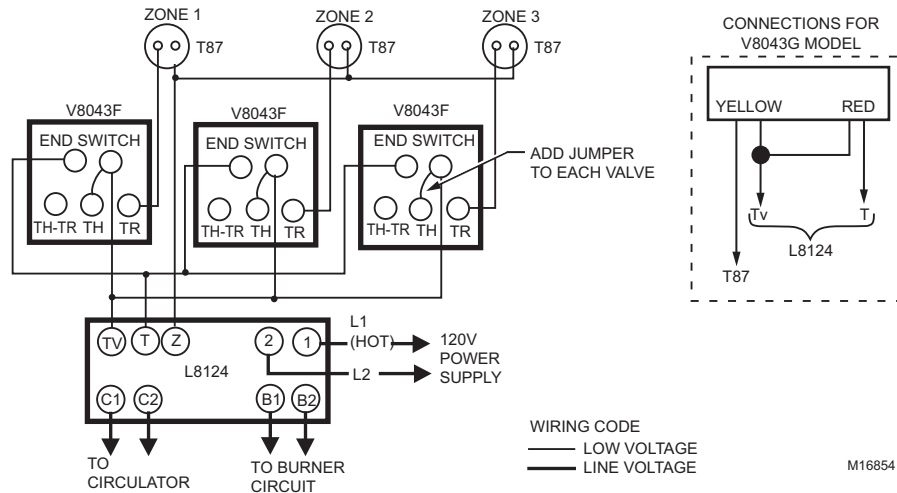 ZONE 1
T87
ZONE 2
T87
ZONE 3
T87
V8043F
END SWITCH
TH-TR TH TR
V8043F
END SWITCH
TH-TR TH TR
V8043F
END SWITCH
TH-TR TH TR
ADD JUMPER
TO EACH VALVE
CONNECTIONS FOR
V8043G MODEL
YELLOW RED
Tv T
L8124
T87
TV T Z 2 1
L8124
C1 C2 B1 B2
L1
(HOT)
L2
120V
POWER
SUPPLY
TO
CIRCULATOR
TO BURNER
CIRCUIT
WIRING CODE
LOW VOLTAGE
LINE VOLTAGE
M16854